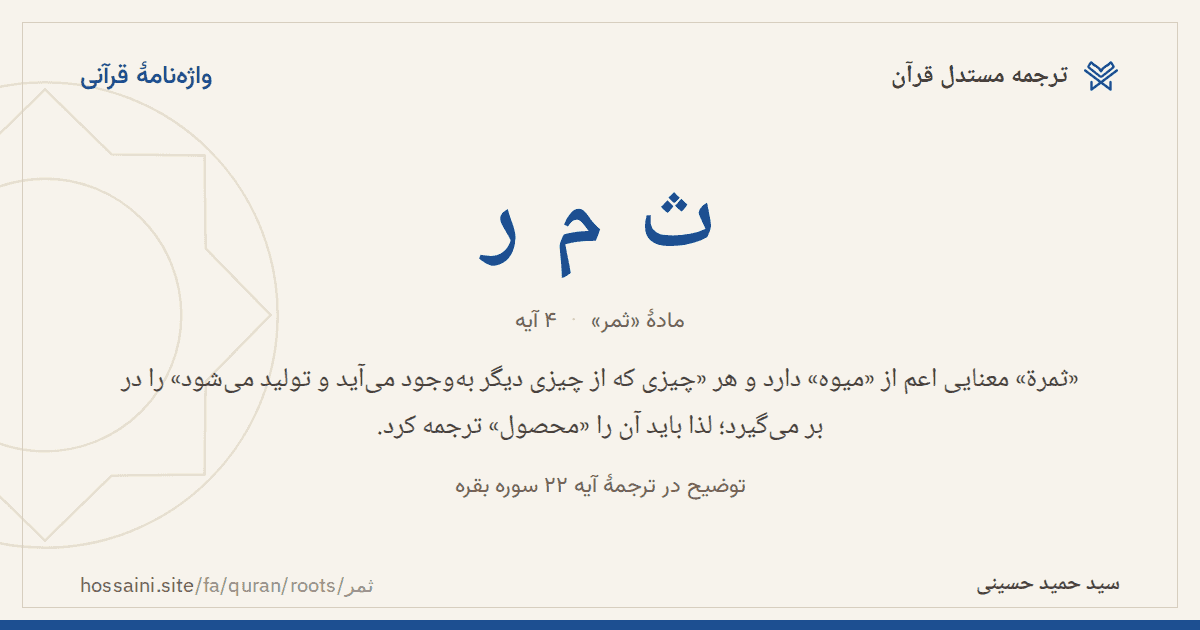 ترجمه مستدل قرآن
واژه‌نامهٔ قرآنی
ث م ر
مادهٔ «ثمر» · ۴ آیه
«ثمرة» معنایی اعم از «میوه» دارد و هر «چیزی که از چیزی دیگر به‌وجود می‌آید و تولید می‌شود» را در
بر می‌گیرد؛ لذا باید آن را «محصول» ترجمه کرد.
توضیح در ترجمهٔ آیه ۲۲ سوره بقره
سید حمید حسینی
hossaini.site/fa/quran/roots/ثمر